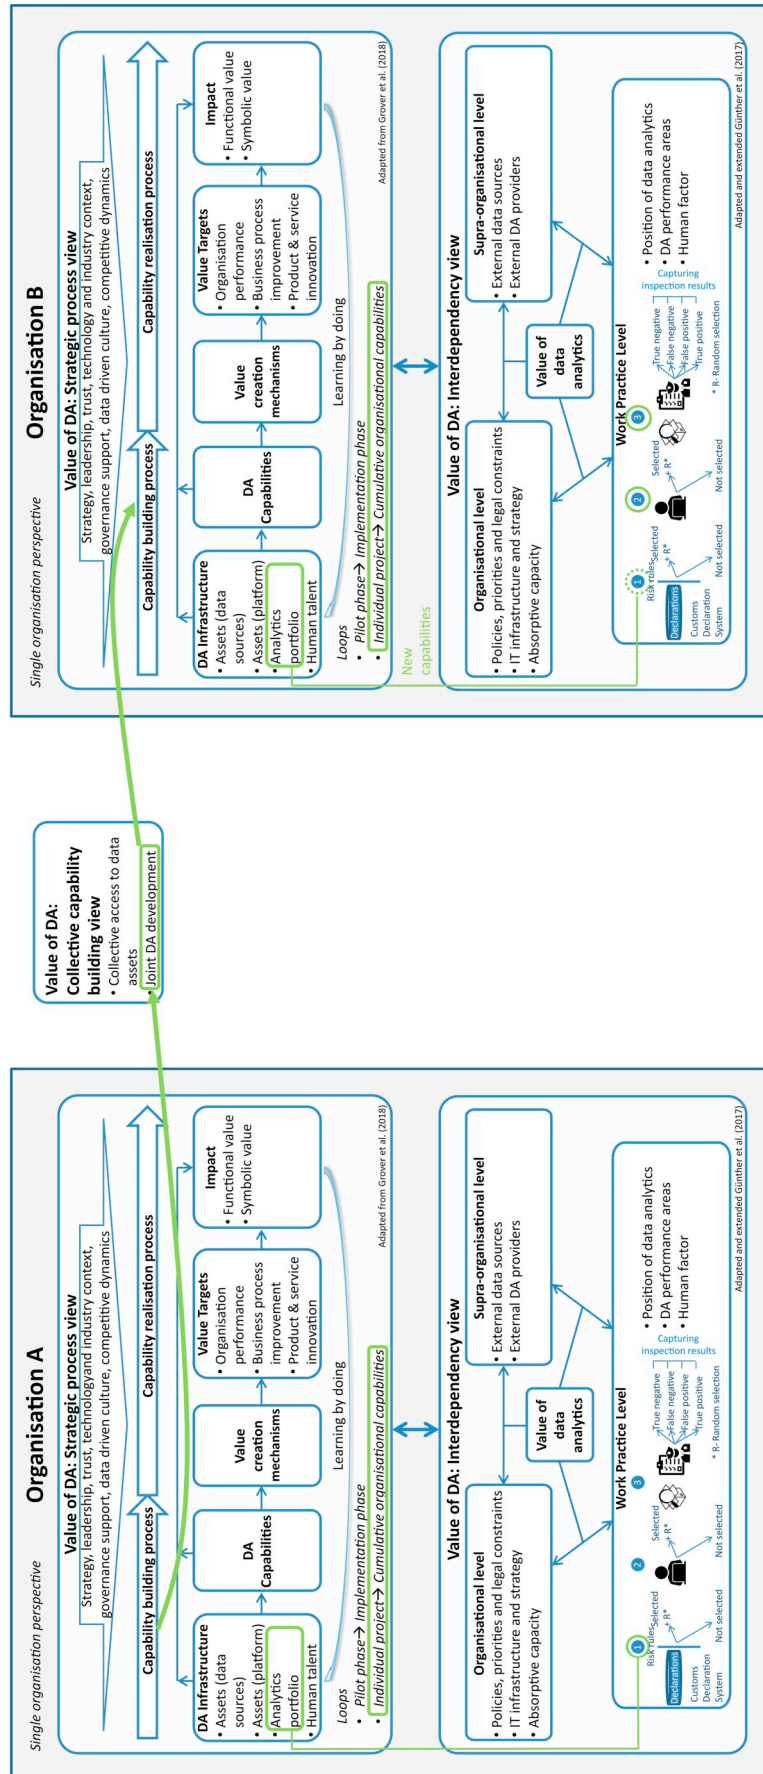 Organisation A
Single organisation perspective
Value of DA: Strategic process view
Strategy, leadership, trust, technologyand industry context,
governance support, data driven culture, competitive dynamics
Capability building process
Capability realisation process
DA Infrastructure
• Assets (data
sources)
• Assets (platform)
• Analytics
portfolio
• Human talent
DA
Capabilities
Value
creation
mechanisms
Value Targets
• Organisation
performance
• Business process
improvement
• Product & service
innovation
Impact
• Functional value
• Symbolic value
Learning by doing
Loops
• Pilot phase→ Implementation phase
• Individual project→ Cumulative organisational capabilities
Adapted from Grover et al. (2018)
Value of DA: Interdependency view
Organisational level
• Policies, priorities and legal constraints
• IT infrastructure and strategy
• Absorptive capacity
Supra-organisational level
• External data sources
• External DA providers
Value of
data
analytics
Work Practice Level
1
2
3
Risk rules
Selected
+ R*
Not selected
Declarations
Customs
Declaration
System
Selected
+ R*
Not selected
True negative
False negative
False positive
True positive
Capturing
inspection results
* R- Random selection
• Position of data analytics
• DA performance areas
• Human factor
Adapted and extended Günther et al. (2017)
Value of DA:
Collective capability
building view
• Collective access to data
assets
• Joint DA development
Organisation B
Single organisation perspective
Value of DA: Strategic process view
Strategy, leadership, trust, technology and industry context,
governance support, data driven culture, competitive dynamics
Capability building process
Capability realisation process
DA Infrastructure
• Assets (data
sources)
• Assets (platform)
• Analytics
portfolio
• Human talent
DA
Capabilities
Value
creation
mechanisms
Value Targets
• Organisation
performance
• Business process
improvement
• Product & service
innovation
Impact
• Functional value
• Symbolic value
Learning by doing
Loops
• Pilot phase→ Implementation phase
• Individual project→ Cumulative organisational capabilities
Adapted from Grover et al. (2018)
New
capabilities
Value of DA: Interdependency view
Organisational level
• Policies, priorities and legal constraints
• IT infrastructure and strategy
• Absorptive capacity
Supra-organisational level
• External data sources
• External DA providers
Value of
data
analytics
Work Practice Level
1
2
3
Risk rules
Selected
+ R*
Not selected
Declarations
Customs
Declaration
System
Selected
+ R*
Not selected
True negative
False negative
False positive
True positive
Capturing
inspection results
* R- Random selection
• Position of data analytics
• DA performance areas
• Human factor
Adapted and extended Günther et al. (2017)